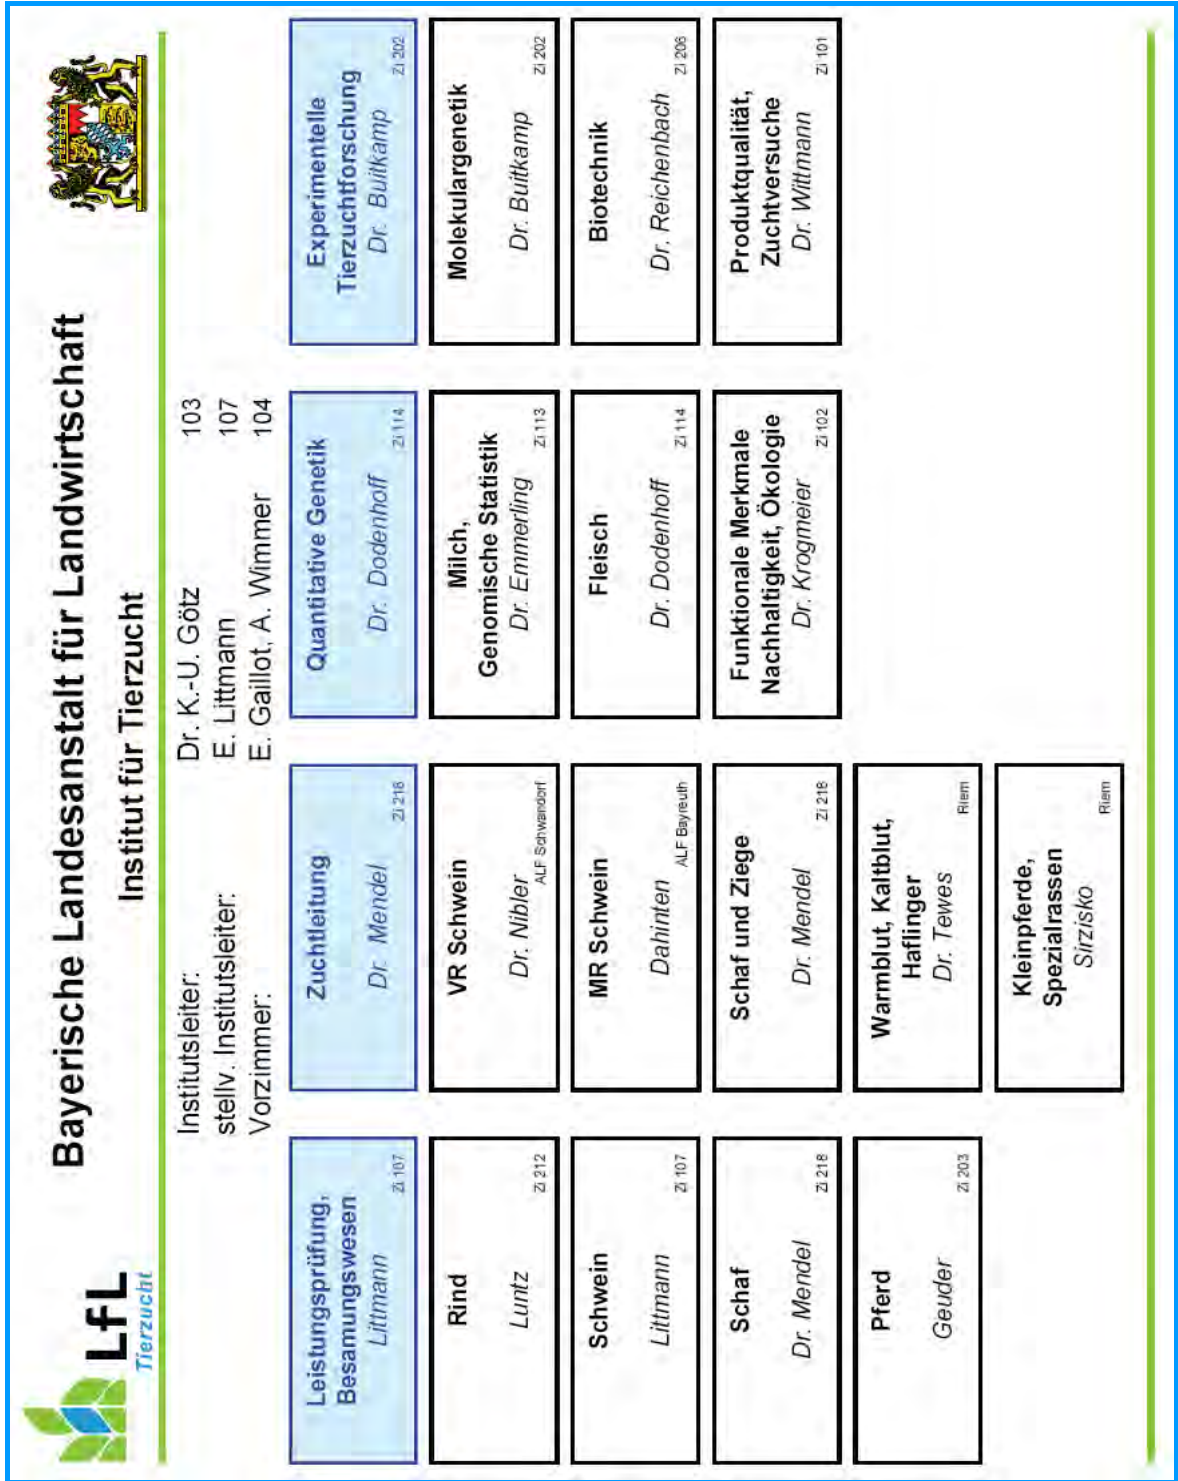 LfL
Tierzucht
Bayerische Landesanstalt für Landwirtschaft
Institut für Tierzucht
Institutsleiter: Dr. K.-U. Götz 103
stellv. Institutsleiter: E. Littmann 107
Vorzimmer: E. Gaillot, A. Wimmer 104
Leistungsprüfung,
Besamungswesen
Littmann
Zi 107
Rind
Luntz
Zi 212
Schwein
Littmann
Zi 107
Schaf
Dr. Mendel
Zi 218
Pferd
Geuder
Zi 203
Zuchtleitung
Dr. Mendel
Zi 218
VR Schwein
Dr. Nibler
ALF Schwandorf
MR Schwein
Dahinten
ALF Bayreuth
Schaf und Ziege
Dr. Mendel
Zi 218
Warmblut, Kaltblut,
Haflinger
Dr. Tewes
Riem
Kleinpferde,
Spezialrassen
Sirzisko
Riem
Quantitative Genetik
Dr. Dodenhoff
Zi 114
Milch,
Genomische Statistik
Dr. Emmerling
Zi 113
Fleisch
Dr. Dodenhoff
Zi 114
Funktionale Merkmale
Nachhaltigkeit, Ökologie
Dr. Krogmeier
Zi 102
Experimentelle
Tierzuchtforschung
Dr. Buitkamp
Zi 202
Molekulargenetik
Dr. Buitkamp
Zi 202
Biotechnik
Dr. Reichenbach
Zi 206
Produktqualität,
Zuchtversuche
Dr. Wittmann
Zi 101